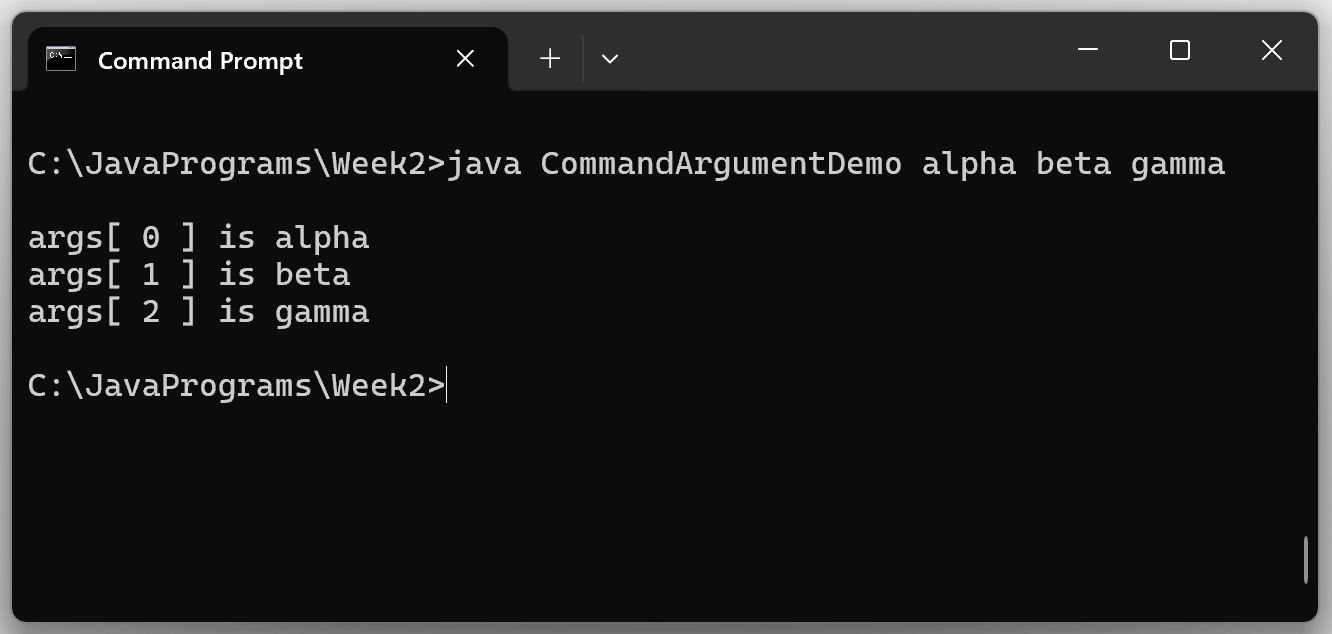 Command Prompt
C:\JavaPrograms\Week2>java CommandArgumentDemo alpha beta gamma
args[ 0 ] is alpha
args[ 1 ] is beta
args[ 2 ] is gamma
C:\JavaPrograms\Week2>